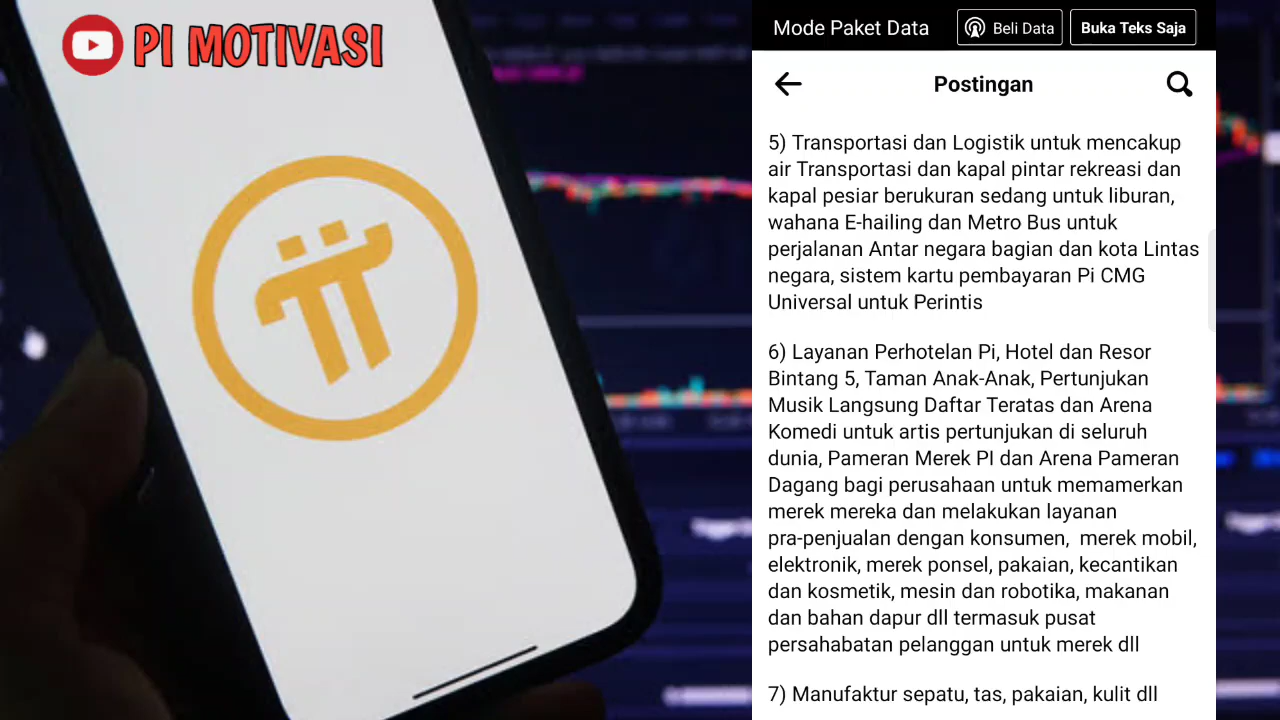 PI MOTIVASI
Mode Paket Data
Beli Data
Buka Teks Saja
Postingan
5) Transportasi dan Logistik untuk mencakup
air Transportasi dan kapal pintar rekreasi dan
kapal pesiar berukuran sedang untuk liburan,
wahana E-hailing dan Metro Bus untuk
perjalanan Antar negara bagian dan kota Lintas
negara, sistem kartu pembayaran Pi CMG
Universal untuk Perintis
6) Layanan Perhotelan Pi, Hotel dan Resor
Bintang 5, Taman Anak-Anak, Pertunjukan
Musik Langsung Daftar Teratas dan Arena
Komedi untuk artis pertunjukan di seluruh
dunia, Pameran Merek PI dan Arena Pameran
Dagang bagi perusahaan untuk memamerkan
merek mereka dan melakukan layanan
pra-penjualan dengan konsumen,  merek mobil,
elektronik, merek ponsel, pakaian, kecantikan
dan kosmetik, mesin dan robotika, makanan
dan bahan dapur dll termasuk pusat
persahabatan pelanggan untuk merek dll
7) Manufaktur sepatu, tas, pakaian, kulit dll